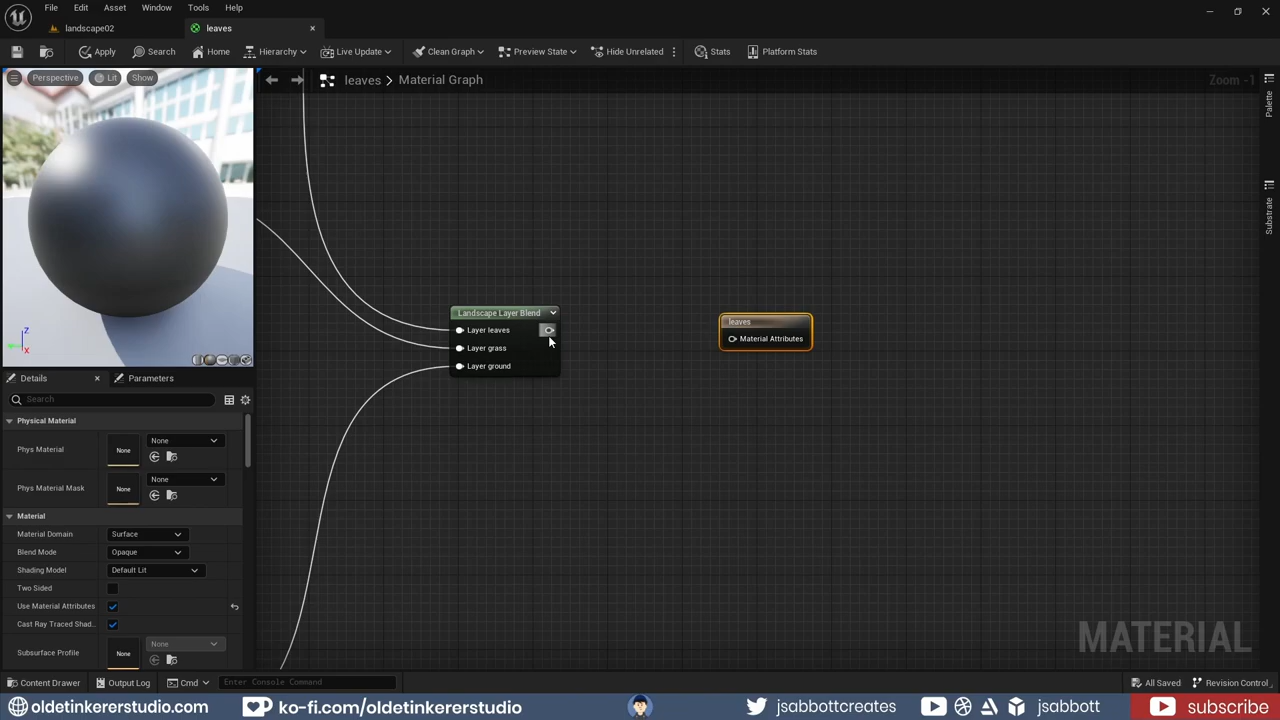 File Edit Asset Window Tools Help
landscape02 leaves
Apply Search Home Hierarchy Live Update Clean Graph Preview State Hide Unrelated Stats Platform Stats
Perspective Lit Show
leaves > Material Graph
Zoom -1
Palette
Substrate
Z
X
Landscape Layer Blend
Layer leaves
Layer grass
Layer ground
leaves
Material Attributes
Details Parameters
Search
Physical Material
Phys Material None None
Phys Material Mask None None
Material
Material Domain Surface
Blend Mode Opaque
Shading Model Default Lit
Two Sided
Use Material Attributes
Cast Ray Traced Shad...
Subsurface Profile None None
MATERIAL
Content Drawer Output Log Cmd Enter Console Command All Saved Revision Control
oldetinkererstudio.com ko-fi.com/oldetinkererstudio jsabbottcreates jsabbott subscribe